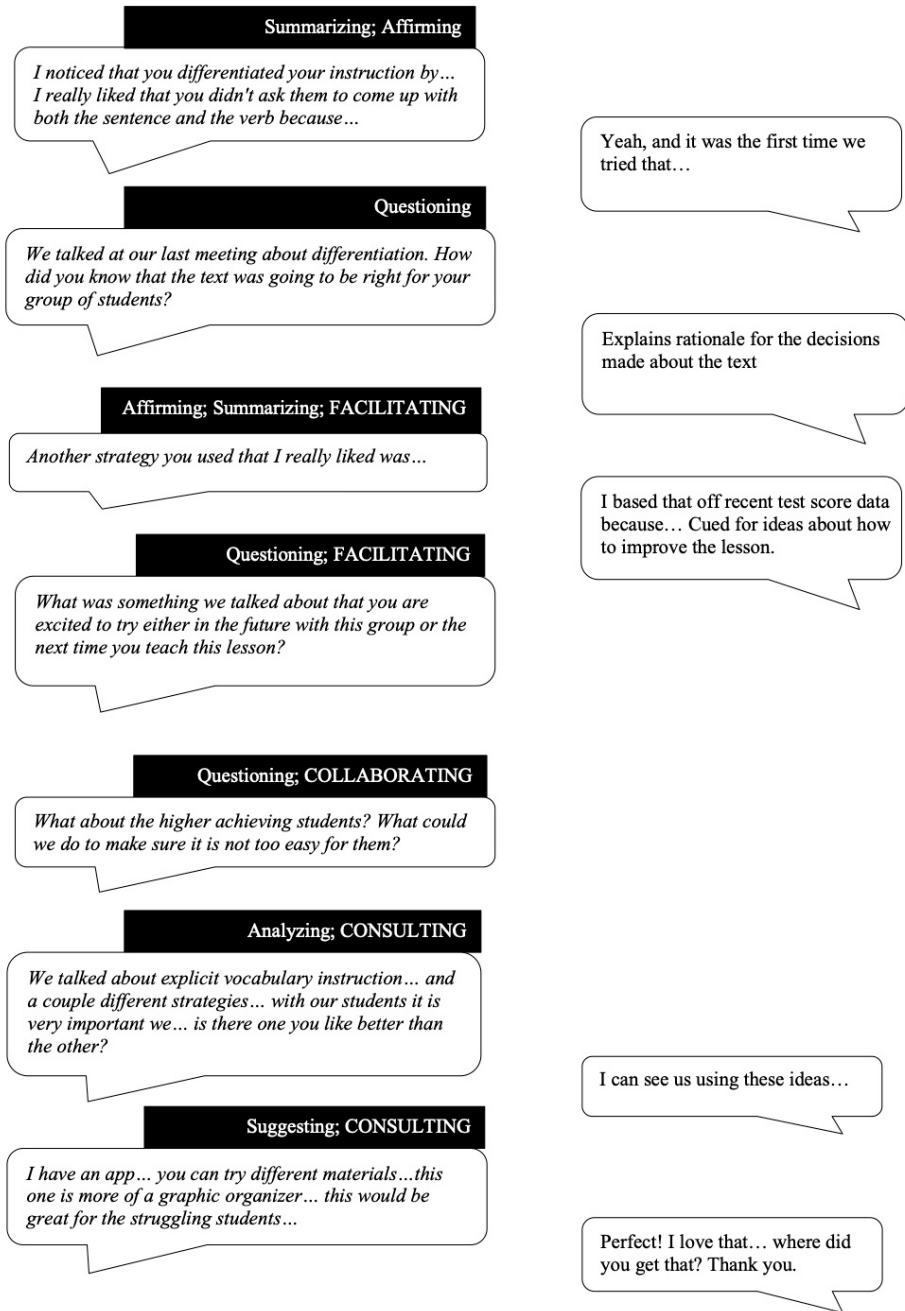 Summarizing; Affirming
I noticed that you differentiated your instruction by…
I really liked that you didn't ask them to come up with
both the sentence and the verb because…
Yeah, and it was the first time we
tried that…
Questioning
We talked at our last meeting about differentiation. How
did you know that the text was going to be right for your
group of students?
Explains rationale for the decisions
made about the text
Affirming; Summarizing; FACILITATING
Another strategy you used that I really liked was…
I based that off recent test score data
because… Cued for ideas about how
to improve the lesson.
Questioning; FACILITATING
What was something we talked about that you are
excited to try either in the future with this group or the
next time you teach this lesson?
Questioning; COLLABORATING
What about the higher achieving students? What could
we do to make sure it is not too easy for them?
Analyzing; CONSULTING
We talked about explicit vocabulary instruction… and
a couple different strategies… with our students it is
very important we… is there one you like better than
the other?
I can see us using these ideas…
Suggesting; CONSULTING
I have an app… you can try different materials…this
one is more of a graphic organizer… this would be
great for the struggling students…
Perfect! I love that… where did
you get that? Thank you.